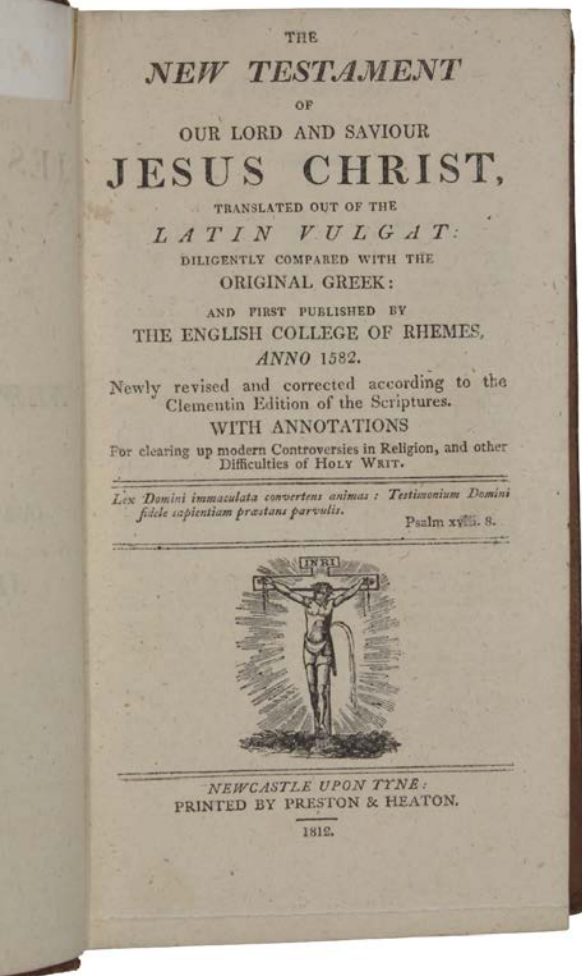 THE
NEW TESTAMENT
OF
OUR LORD AND SAVIOUR
JESUS CHRIST,
TRANSLATED OUT OF THE
LATIN VULGAT:
DILIGENTLY COMPARED WITH THE
ORIGINAL GREEK:
AND FIRST PUBLISHED BY
THE ENGLISH COLLEGE OF RHEMES,
ANNO 1582.
Newly revised and corrected according to the
Clementin Edition of the Scriptures.
WITH ANNOTATIONS
For clearing up modern Controversies in Religion, and other
Difficulties of HOLY WRIT.
Lex Domini immaculata convertens animas: Testimonium Domini
fidele sapientiam præstans parvulis.
Psalm xviii. 8.
INRI
NEWCASTLE UPON TYNE:
PRINTED BY PRESTON & HEATON.
1812.